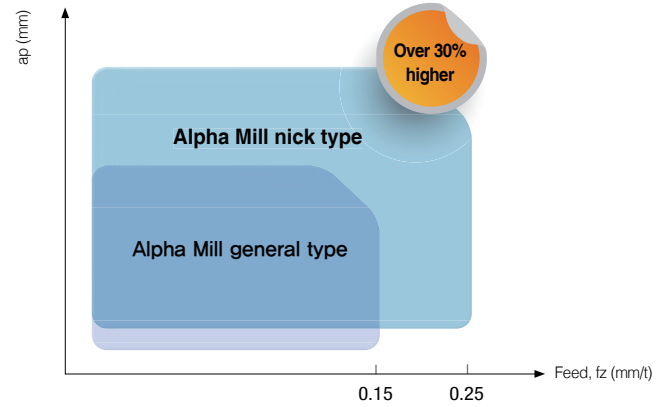 ap (mm)
Over 30%
higher
Alpha Mill nick type
Alpha Mill general type
Feed, fz (mm/t)
0.15
0.25